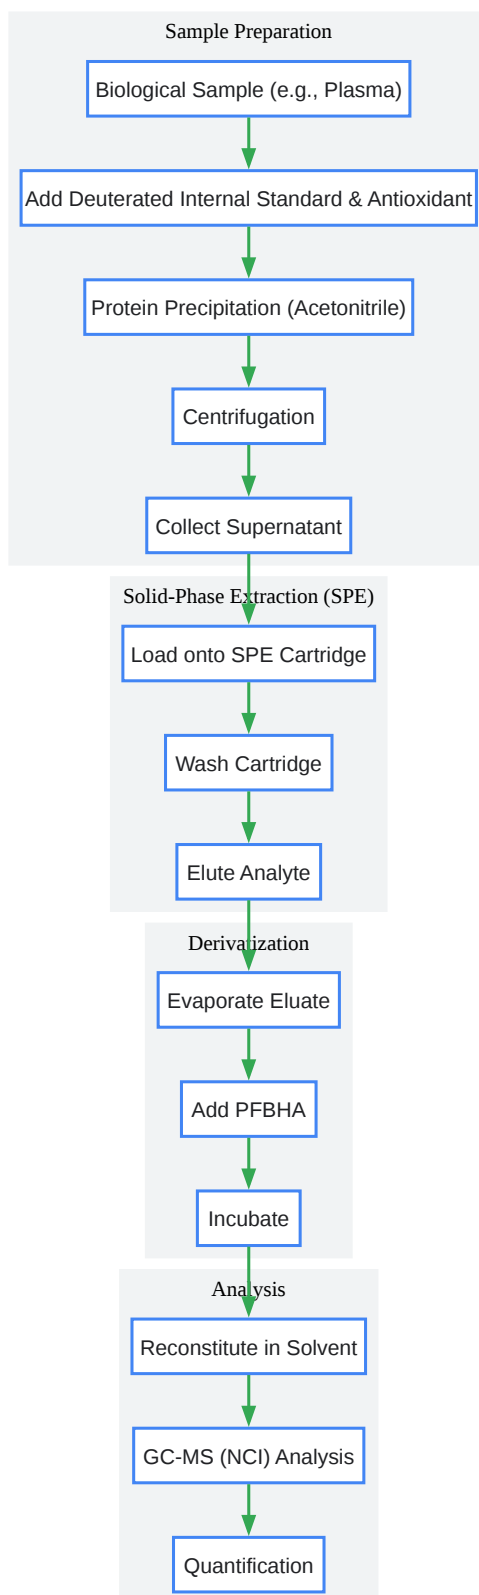 Sample Preparation
Biological Sample (e.g., Plasma)
Add Deuterated Internal Standard & Antioxidant
Protein Precipitation (Acetonitrile)
Centrifugation
Collect Supernatant
Solid-Phase Extraction (SPE)
Load onto SPE Cartridge
Wash Cartridge
Elute Analyte
Derivatization
Evaporate Eluate
Add PFBHA
Incubate
Analysis
Reconstitute in Solvent
GC-MS (NCI) Analysis
Quantification